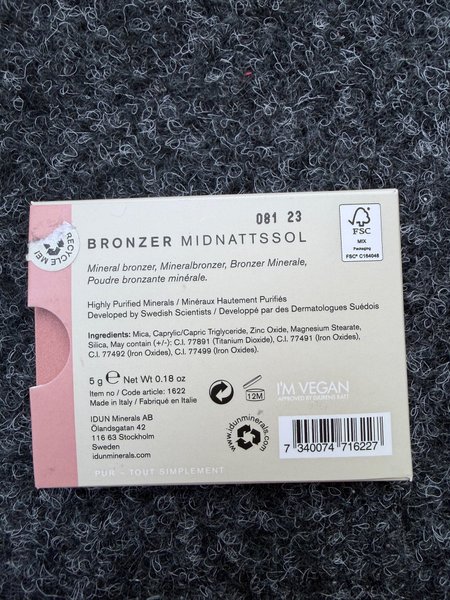 081 23
BRONZER MIDNATTSSOL
RECYCLE ME!
FSC
MIX
Packaging
FSC® C164046
Mineral bronzer, Mineralbronzer, Bronzer Minerale,
Poudre bronzante minérale.
Highly Purified Minerals / Minéraux Hautement Purifiés
Developed by Swedish Scientists / Developpé par des Dermatologues Suédois
Ingredients: Mica, Caprylic/Capric Triglyceride, Zinc Oxide, Magnesium Stearate,
Silica, May contain (+/-): C.I. 77891 (Titanium Dioxide), C.I. 77491 (Iron Oxides),
C.I. 77492 (Iron Oxides), C.I. 77499 (Iron Oxides).
5 g ℮ Net Wt 0.18 oz
Item no / Code article: 1622
Made in Italy / Fabriqué en Italie
12M
I'M VEGAN
APPROVED BY DJURENS RÄTT
IDUN Minerals AB
Ölandsgatan 42
116 63 Stockholm
Sweden
idunminerals.com
www.idunminerals.com
7 340074 716227
PUR – TOUT SIMPLEMENT